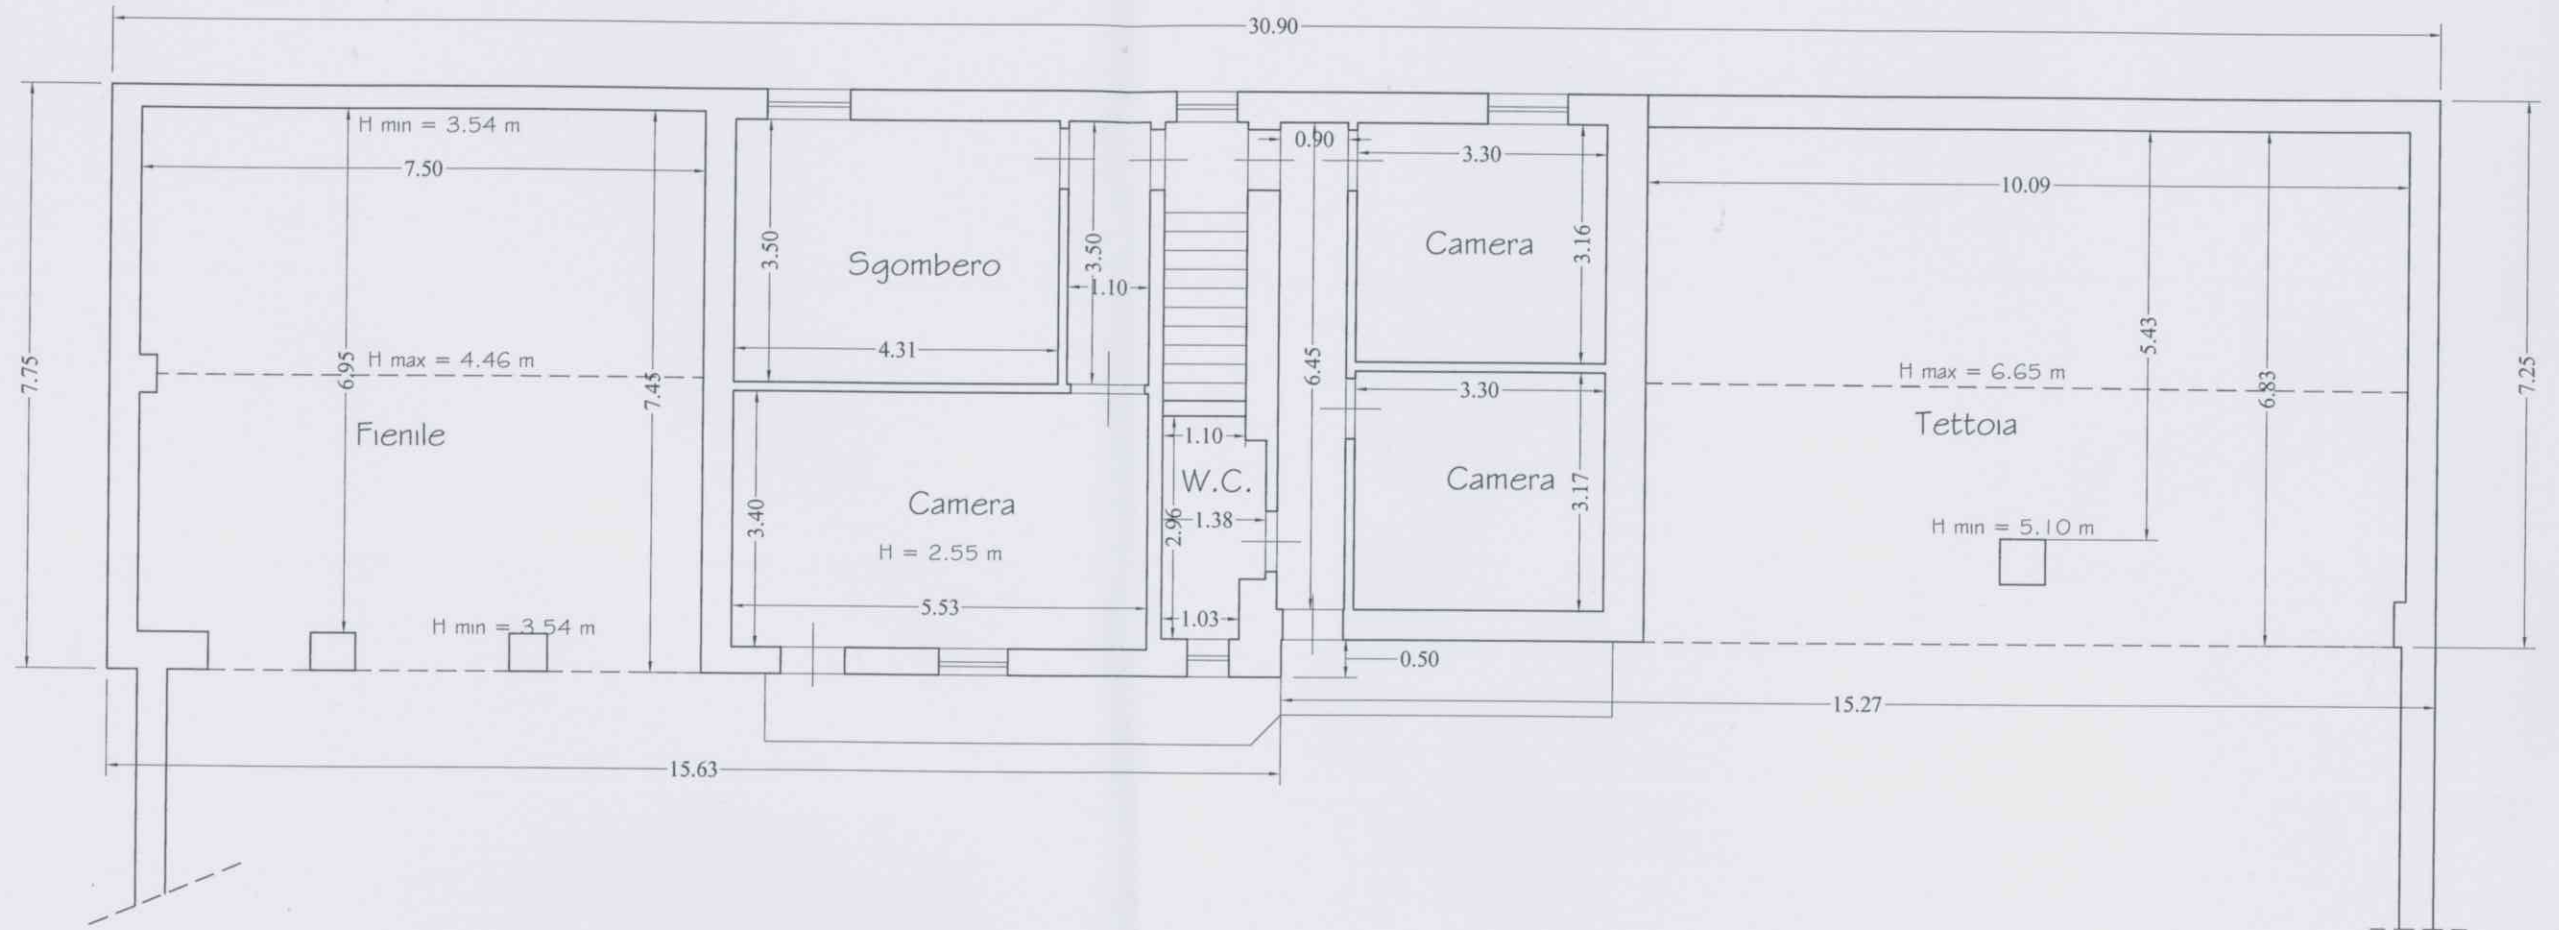 30.90
H min = 3.54 m
7.50
0.90
3.30
10.09
3.50
Sgombero
3.50
1.10
Camera
3.16
4.31
7.75
H max = 4.46 m
6.95
7.45
6.45
5.43
H max = 6.65 m
6.83
7.25
Fienile
3.30
Tettoia
1.10
W.C.
Camera
3.17
3.40
Camera
2.96
1.38
H min = 5.10 m
H = 2.55 m
5.53
H min = 3.54 m
1.03
0.50
15.27
15.63